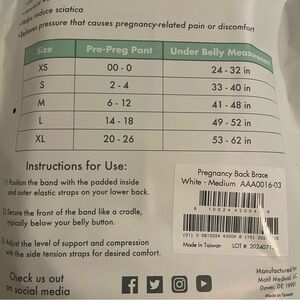 Helps reduce sciatica
•Relieves pressure that causes pregnancy-related pain or discomfort
Size Pre-Preg Pant Under Belly Measurement
XS 00 - 0 24 - 32 in
S 2 - 4 33 - 40 in
M 6 - 12 41 - 48 in
L 14 - 18 49 - 52 in
XL 20 - 26 53 - 62 in
Instructions for Use:
1) Position the band with the padded inside
and outer elastic straps on your lower back.
2) Secure the front of the band like a cradle,
typically below your belly button.
3) Adjust the level of support and compression
with the side tension straps for desired comfort.
Pregnancy Back Brace
White - Medium AAA0016-03
Made in Taiwan LOT #: 202407
Check us out
on social media
Manufactured
Motif Medical,
Dover, DE
Made in Taiwan